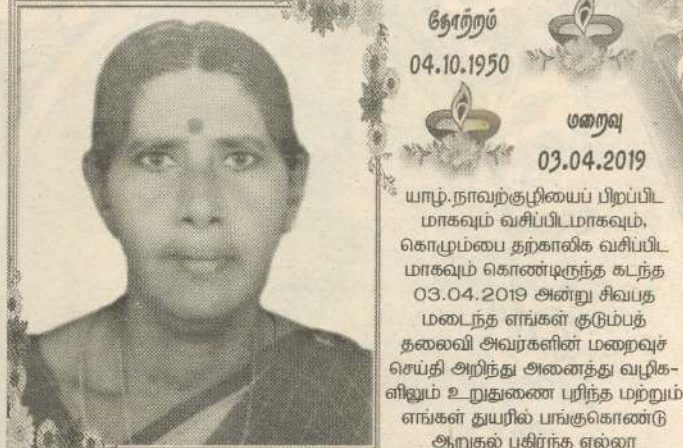 தோற்றம்
04.10.1950
மறைவு
03.04.2019
யாழ்.நாவற்குழியைப் பிறப்பிட
மாகவும் வசிப்பிடமாகவும்,
கொழும்பை தற்காலிக வசிப்பிட
மாகவும் கொண்டிருந்த கடந்த
03.04.2019 அன்று சிவபத
மடைந்த எங்கள் குடும்பத்
தலைவி அவர்களின் மறைவுச்
செய்தி அறிந்து அனைத்து வழிக-
ளிலும் உறுதுணை புரிந்த மற்றும்
எங்கள் துயரில் பங்குகொண்டு
ஆறுதல் பகிர்ந்த எல்லா